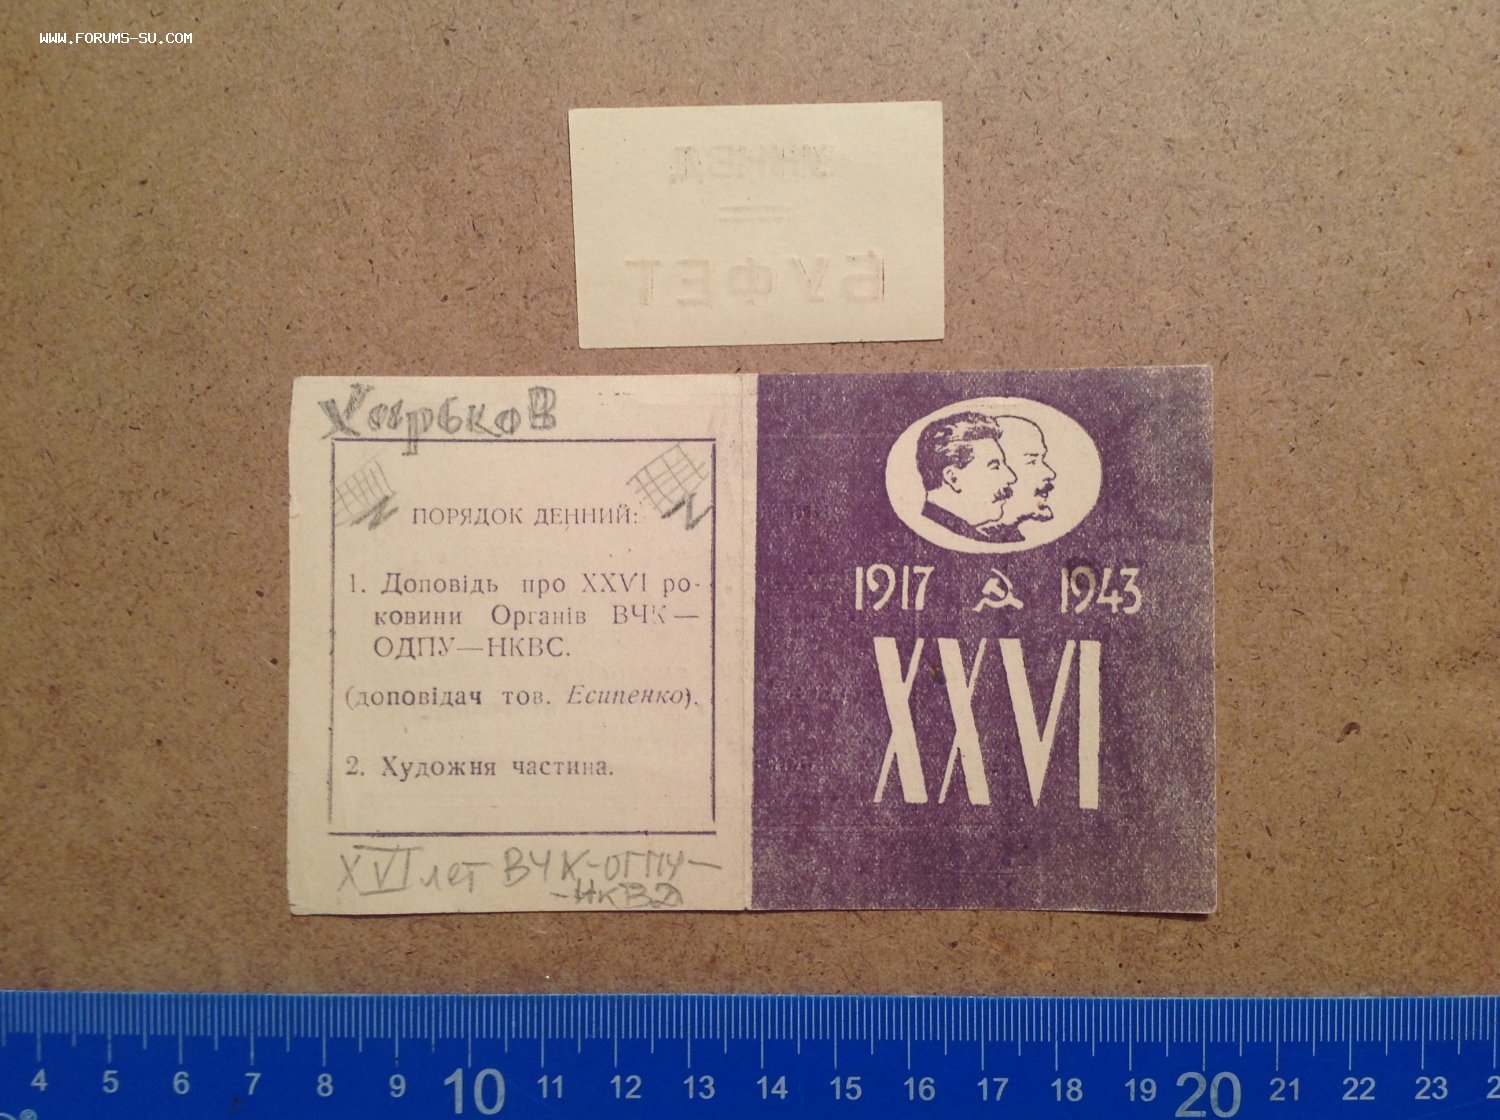 WWW.FORUMS-SU.COM
БУФЕТ
Харьков
ПОРЯДОК ДЕННИЙ:
1. Доповідь про XXVI ро-
ковини Органів ВЧК—
ОДПУ—НКВС.
(доповідач тов. Єсипенко).
2. Художня частина.
XVI лет ВЧК-ОГПУ-
-НКВД
1917 1943
XXVI
4 5 6 7 8 9 10 11 12 13 14 15 16 17 18 19 20 21 22 23